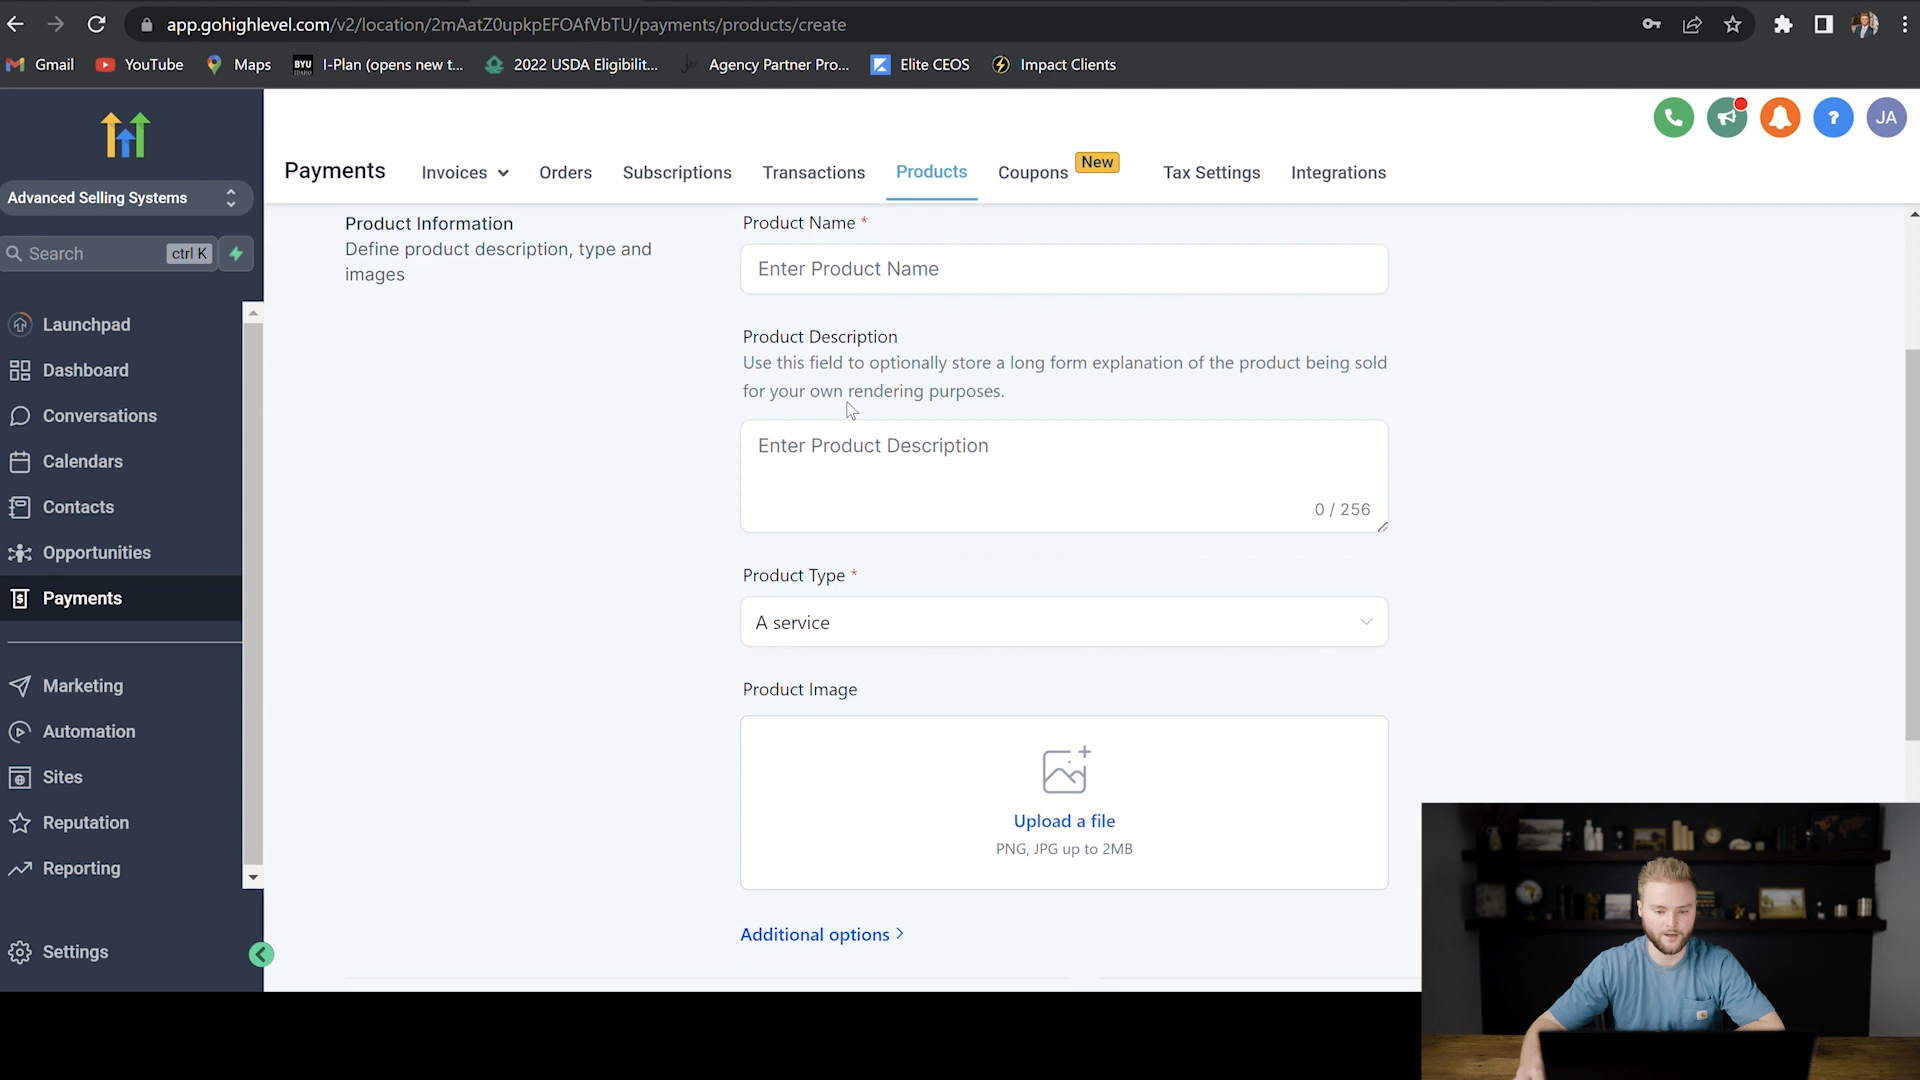 app.gohighlevel.com/v2/location/2mAatZ0upkpEFOAfVbTU/payments/products/create
Gmail
YouTube
Maps
BYU
IDAHO
I-Plan (opens new t...
2022 USDA Eligibilit...
Agency Partner Pro...
Elite CEOS
Impact Clients
?
JA
Payments
Invoices
Orders
Subscriptions
Transactions
Products
Coupons
New
Tax Settings
Integrations
Advanced Selling Systems
Search
ctrl K
Launchpad
Dashboard
Conversations
Calendars
Contacts
Opportunities
Payments
Marketing
Automation
Sites
Reputation
Reporting
Settings
Product Information
Define product description, type and
images
Product Name *
Enter Product Name
Product Description
Use this field to optionally store a long form explanation of the product being sold
for your own rendering purposes.
Enter Product Description
0 / 256
Product Type *
A service
Product Image
Upload a file
PNG, JPG up to 2MB
Additional options